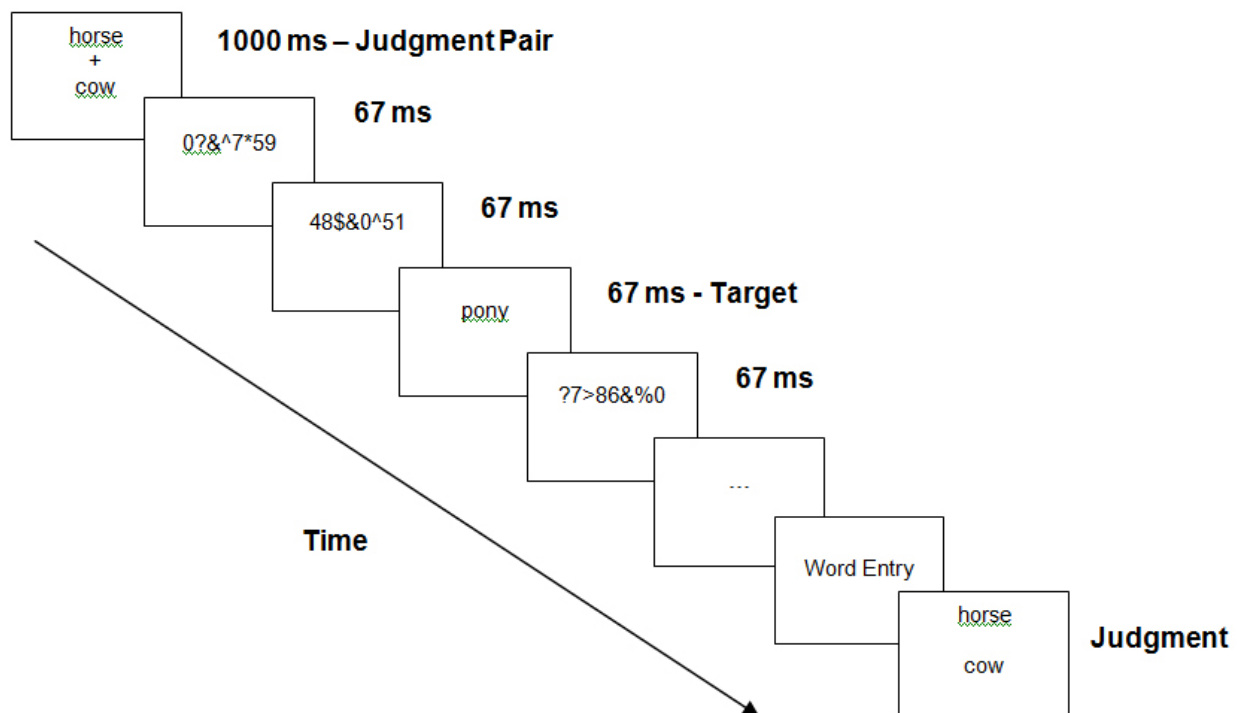 horse
+
cow
1000 ms – Judgment Pair
0?&^7*59
67 ms
48$&0^51
67 ms
pony
67 ms - Target
?7>86&%0
67 ms
---
Time
Word Entry
horse
cow
Judgment